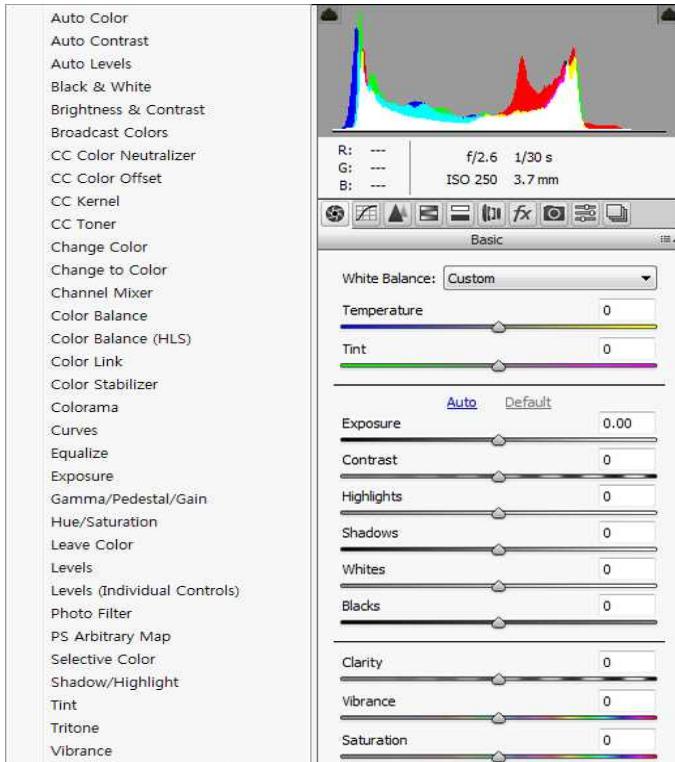 Auto Color
Auto Contrast
Auto Levels
Black & White
Brightness & Contrast
Broadcast Colors
CC Color Neutralizer
CC Color Offset
CC Kernel
CC Toner
Change Color
Change to Color
Channel Mixer
Color Balance
Color Balance (HLS)
Color Link
Color Stabilizer
Colorama
Curves
Equalize
Exposure
Gamma/Pedestal/Gain
Hue/Saturation
Leave Color
Levels
Levels (Individual Controls)
Photo Filter
PS Arbitrary Map
Selective Color
Shadow/Highlight
Tint
Tritone
Vibrance
R: ---
G: ---
B: ---
f/2.6 1/30 s
ISO 250 3.7 mm
fx
Basic
White Balance: Custom
Temperature 0
Tint 0
Auto Default
Exposure 0.00
Contrast 0
Highlights 0
Shadows 0
Whites 0
Blacks 0
Clarity 0
Vibrance 0
Saturation 0